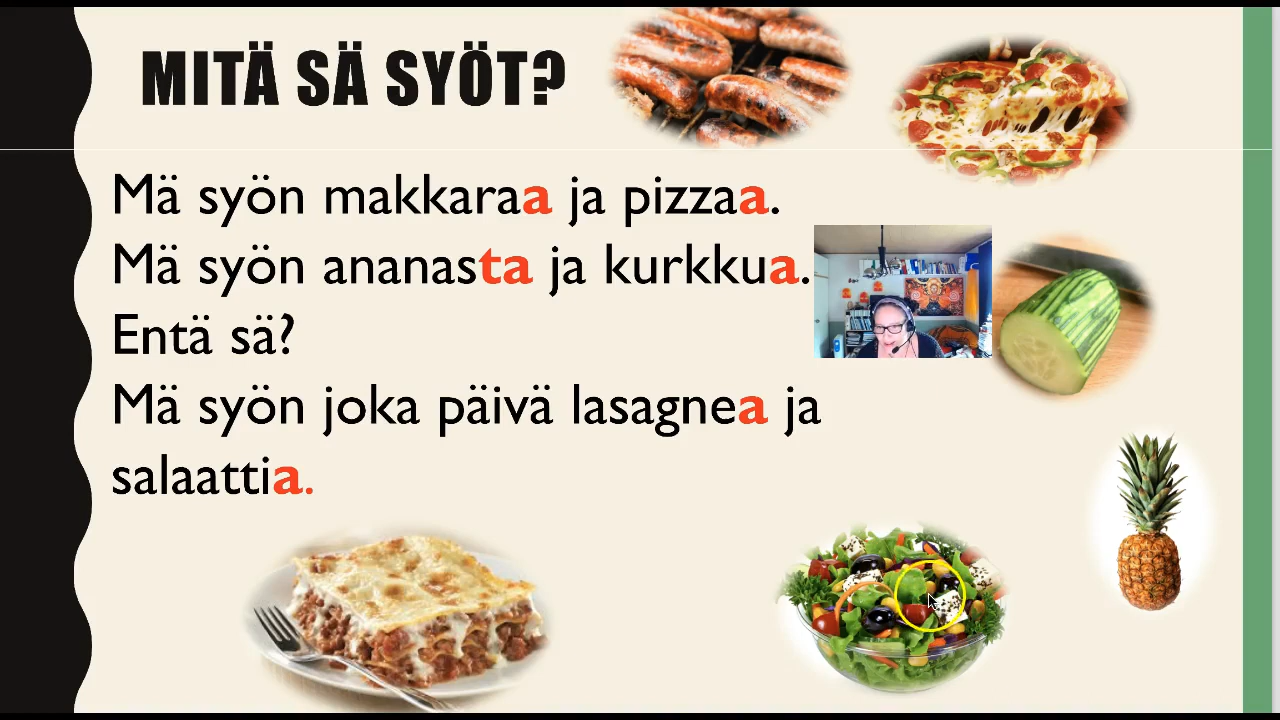 MITÄ SÄ SYÖT?
Mä syön makkaraa ja pizzaa.
Mä syön ananasta ja kurkkua.
Entä sä?
Mä syön joka päivä lasagnea ja
salaattia.